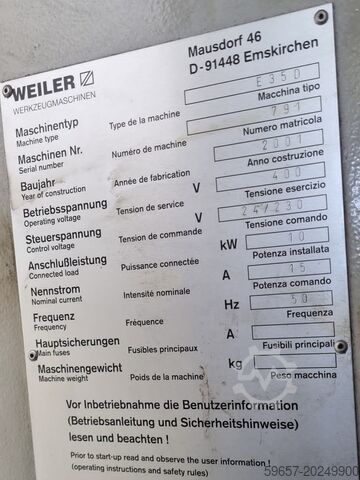 WEILER
WERKZEUGMASCHINEN
Mausdorf 46
D-91448 Emskirchen
Maschinentyp
Machine type
Type de la machine
E35D
Macchina tipo
Maschinen Nr.
Serial number
Numéro de machine
Z91
Numero matricola
Baujahr
Year of construction
Année de fabrication
2001
Anno costruzione
Betriebsspannung
Operating voltage
Tension de service
V
400
Tensione esercizio
Steuerspannung
Control voltage
Tension de commande
V
24/230
Tensione comando
Anschlußleistung
Connected load
Puissance connectée
kW
10
Potenza installata
Nennstrom
Nominal current
Intensité nominale
A
15
Potenza comando
Frequenz
Frequency
Fréquence
Hz
50
Frequenza
Hauptsicherungen
Main fuses
Fusibles principaux
A
Fusibili principali
Maschinengewicht
Machine weight
Poids de la machine
kg
Peso macchina
Vor Inbetriebnahme die Benutzerinformation
(Betriebsanleitung und Sicherheitshinweise)
lesen und beachten !
Prior to start-up read and observe the user information !
(operating instructions and safety rules)
59657-20249900